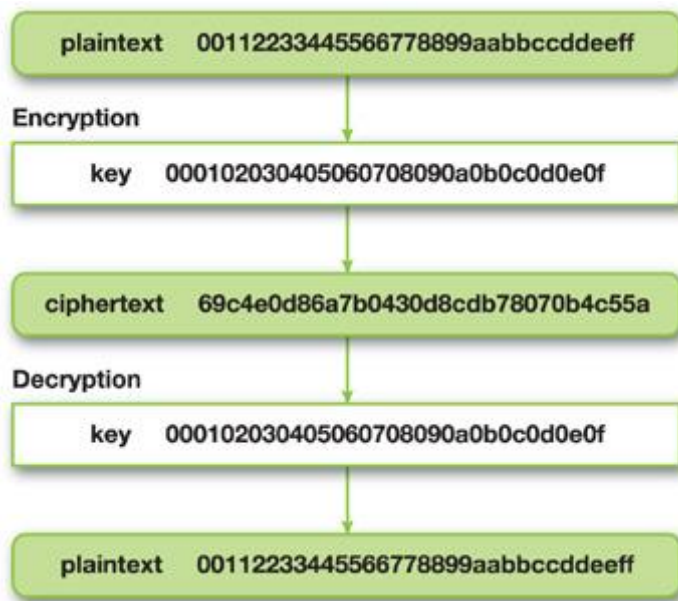 plaintext 00112233445566778899aabbccddeeff
Encryption
key 000102030405060708090a0b0c0d0e0f
ciphertext 69c4e0d86a7b0430d8cdb78070b4c55a
Decryption
key 000102030405060708090a0b0c0d0e0f
plaintext 00112233445566778899aabbccddeeff